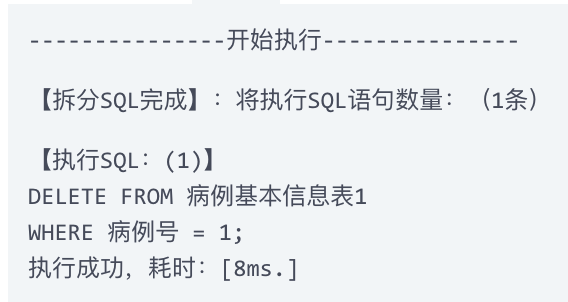 ---------------开始执行---------------
【拆分SQL完成】：将执行SQL语句数量：（1条）
【执行SQL：(1)】
DELETE FROM 病例基本信息表1
WHERE 病例号 = 1;
执行成功，耗时：[8ms.]